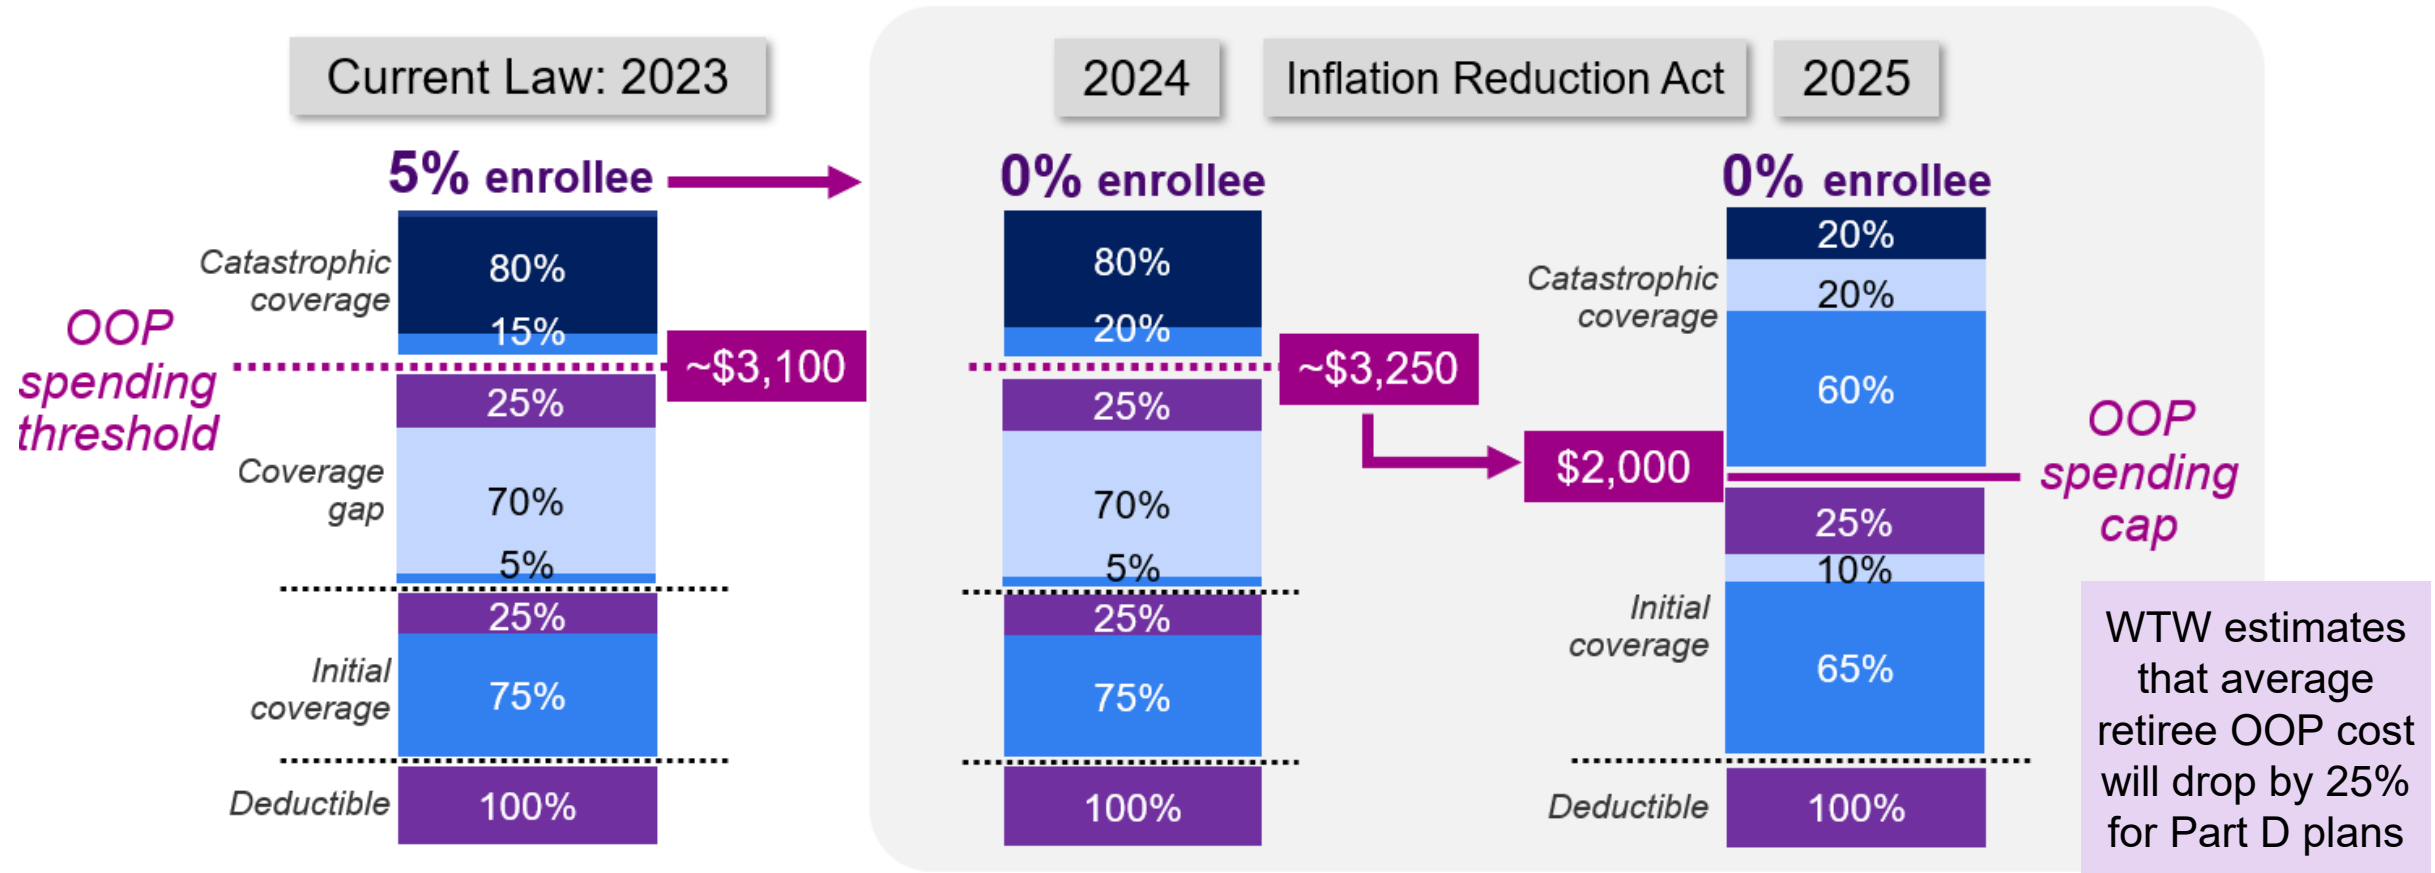 Current Law: 2023
2024
Inflation Reduction Act
2025
5% enrollee
0% enrollee
0% enrollee
Catastrophic
coverage
80%
15%
OOP
spending
threshold
~$3,100
Coverage
gap
25%
70%
5%
Initial
coverage
25%
75%
Deductible
100%
80%
20%
~$3,250
25%
70%
5%
25%
75%
100%
Catastrophic
coverage
20%
20%
60%
$2,000
OOP
spending
cap
Initial
coverage
25%
10%
65%
Deductible
100%
WTW estimates
that average
retiree OOP cost
will drop by 25%
for Part D plans